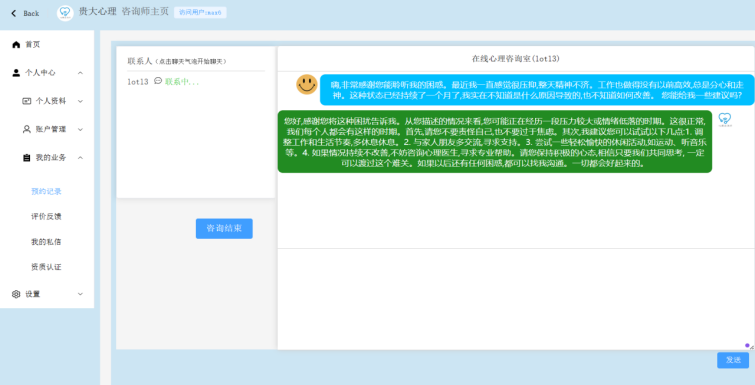 Back
贵大心理 咨询师主页
访问用户:man0
首页
个人中心
个人资料
账户管理
我的业务
预约记录
评价反馈
我的私信
资质认证
设置
联系人(点击聊天气泡开始聊天)
lotl3 联系中...
咨询结束
在线心理咨询室(lotl3)
嗨,非常感谢您能聆听我的困惑。最近我一直感觉很压抑,整天精神不济。工作也做得没有以前高效,总是分心和走
神。这种状态已经持续了一个月了,我实在不知道是什么原因导致的,也不知道如何改善。 您能给我一些建议吗?
您好,感谢您将这种困扰告诉我。从您描述的情况来看,您可能正在经历一段压力较大或情绪低落的时期。这很正常,
我们每个人都会有这样的时期。首先,请您不要责怪自己,也不要过于焦虑。其次,我建议您可以试试以下几点:1. 调
整工作和生活节奏,多休息休息。2. 与家人朋友多交流,寻求支持。3. 尝试一些轻松愉快的休闲活动,如运动、听音乐
等。4. 如果情况持续不改善,不妨咨询心理医生,寻求专业帮助。请您保持积极的心态,相信只要我们共同思考, 一定
可以渡过这个难关。如果以后还有任何困惑,都可以找我沟通。一切都会好起来的。
发送